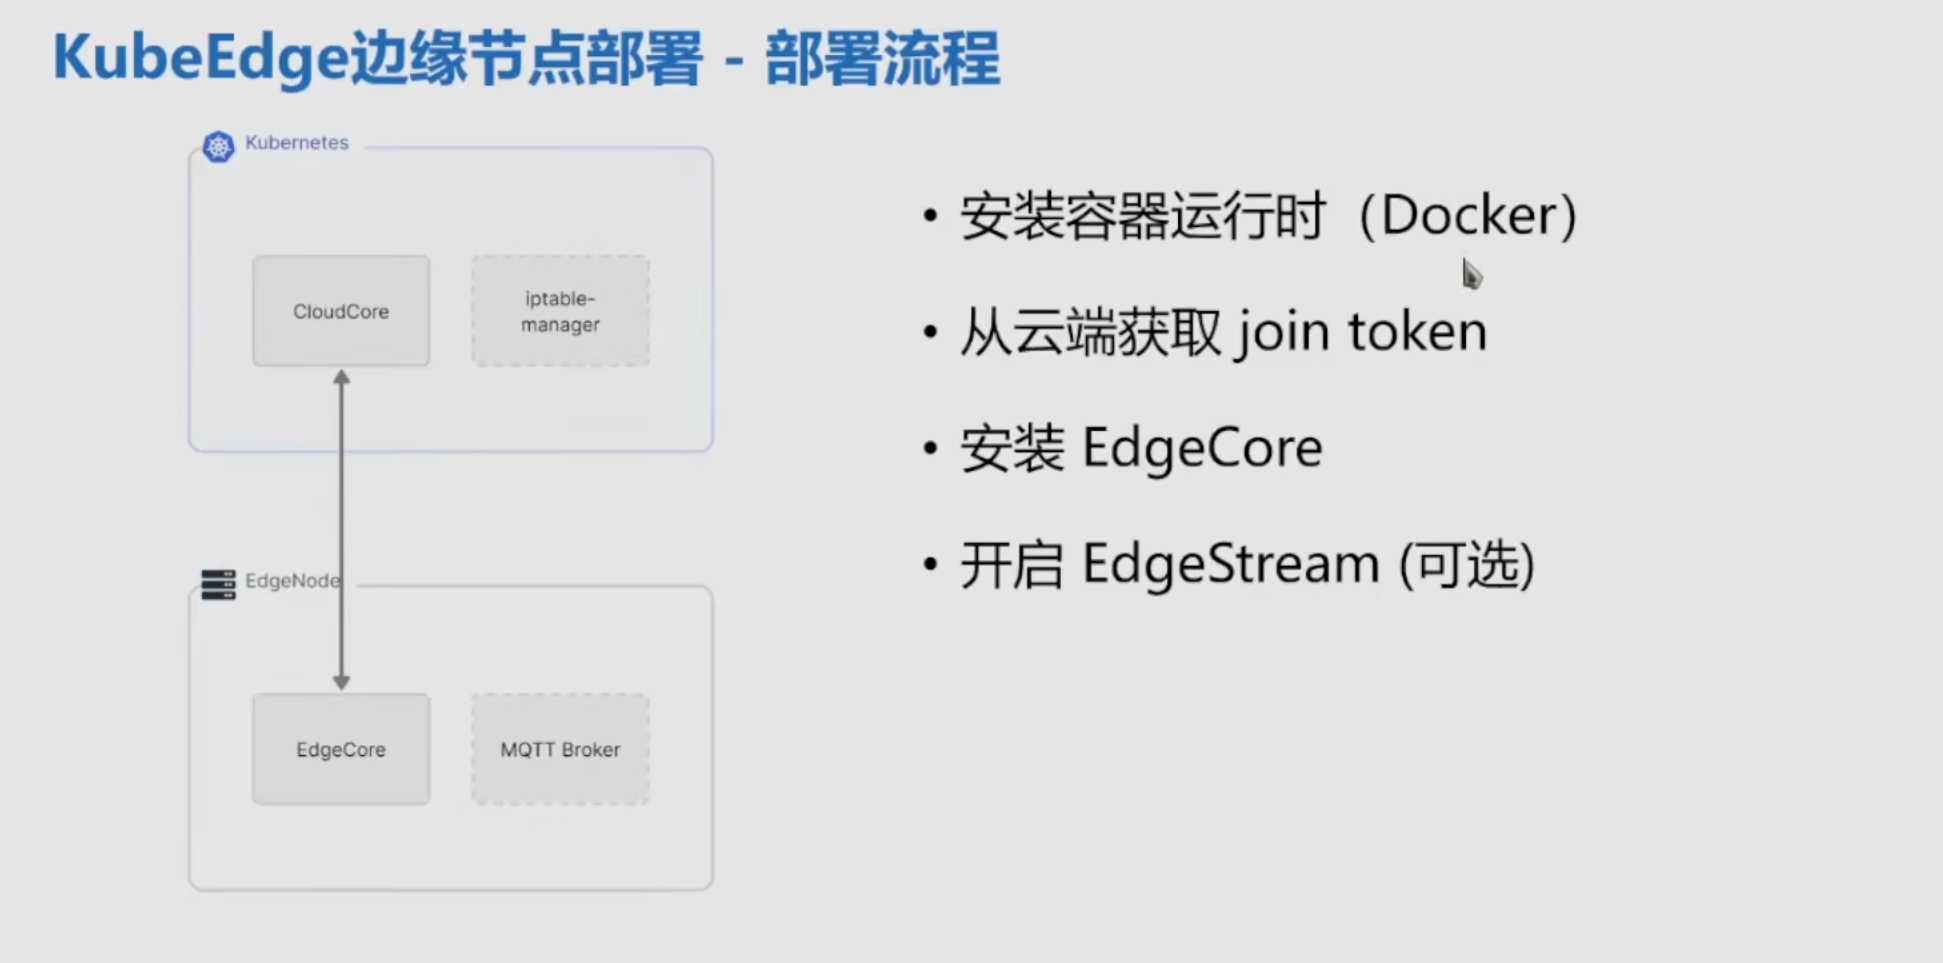 KubeEdge边缘节点部署 - 部署流程
Kubernetes
CloudCore
iptable-
manager
EdgeNode
EdgeCore
MQTT Broker
• 安装容器运行时（Docker）
• 从云端获取 join token
• 安装 EdgeCore
• 开启 EdgeStream (可选)